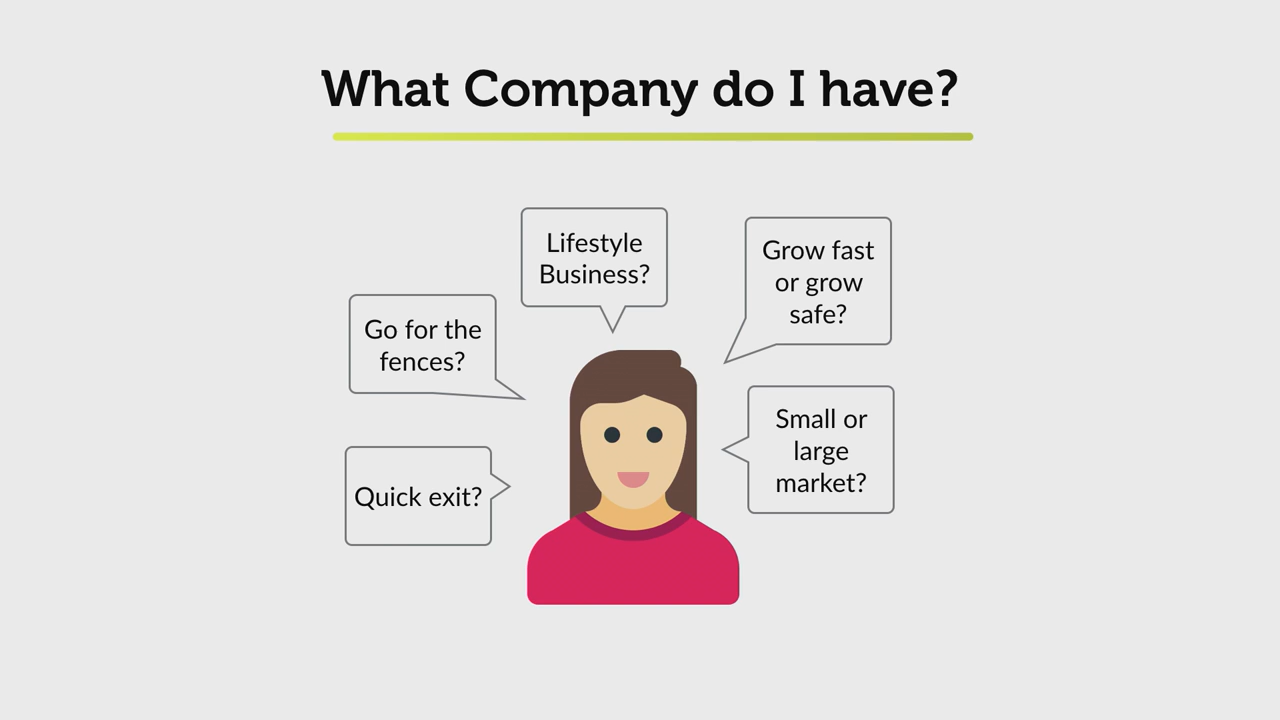 What Company do I have?
Lifestyle
Business?
Grow fast
or grow
safe?
Go for the
fences?
Small or
large
market?
Quick exit?